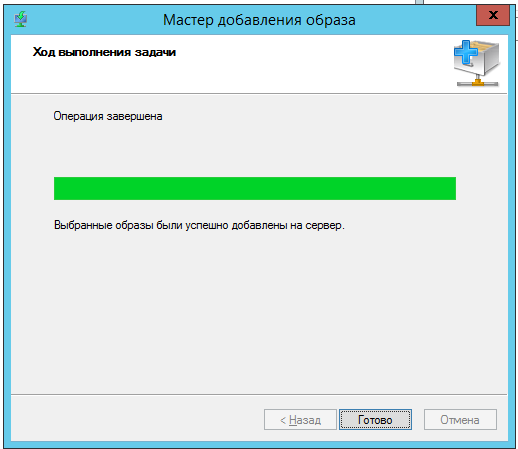 Мастер добавления образа
x
Ход выполнения задачи
Операция завершена
Выбранные образы были успешно добавлены на сервер.
< Назад
Готово
Отмена